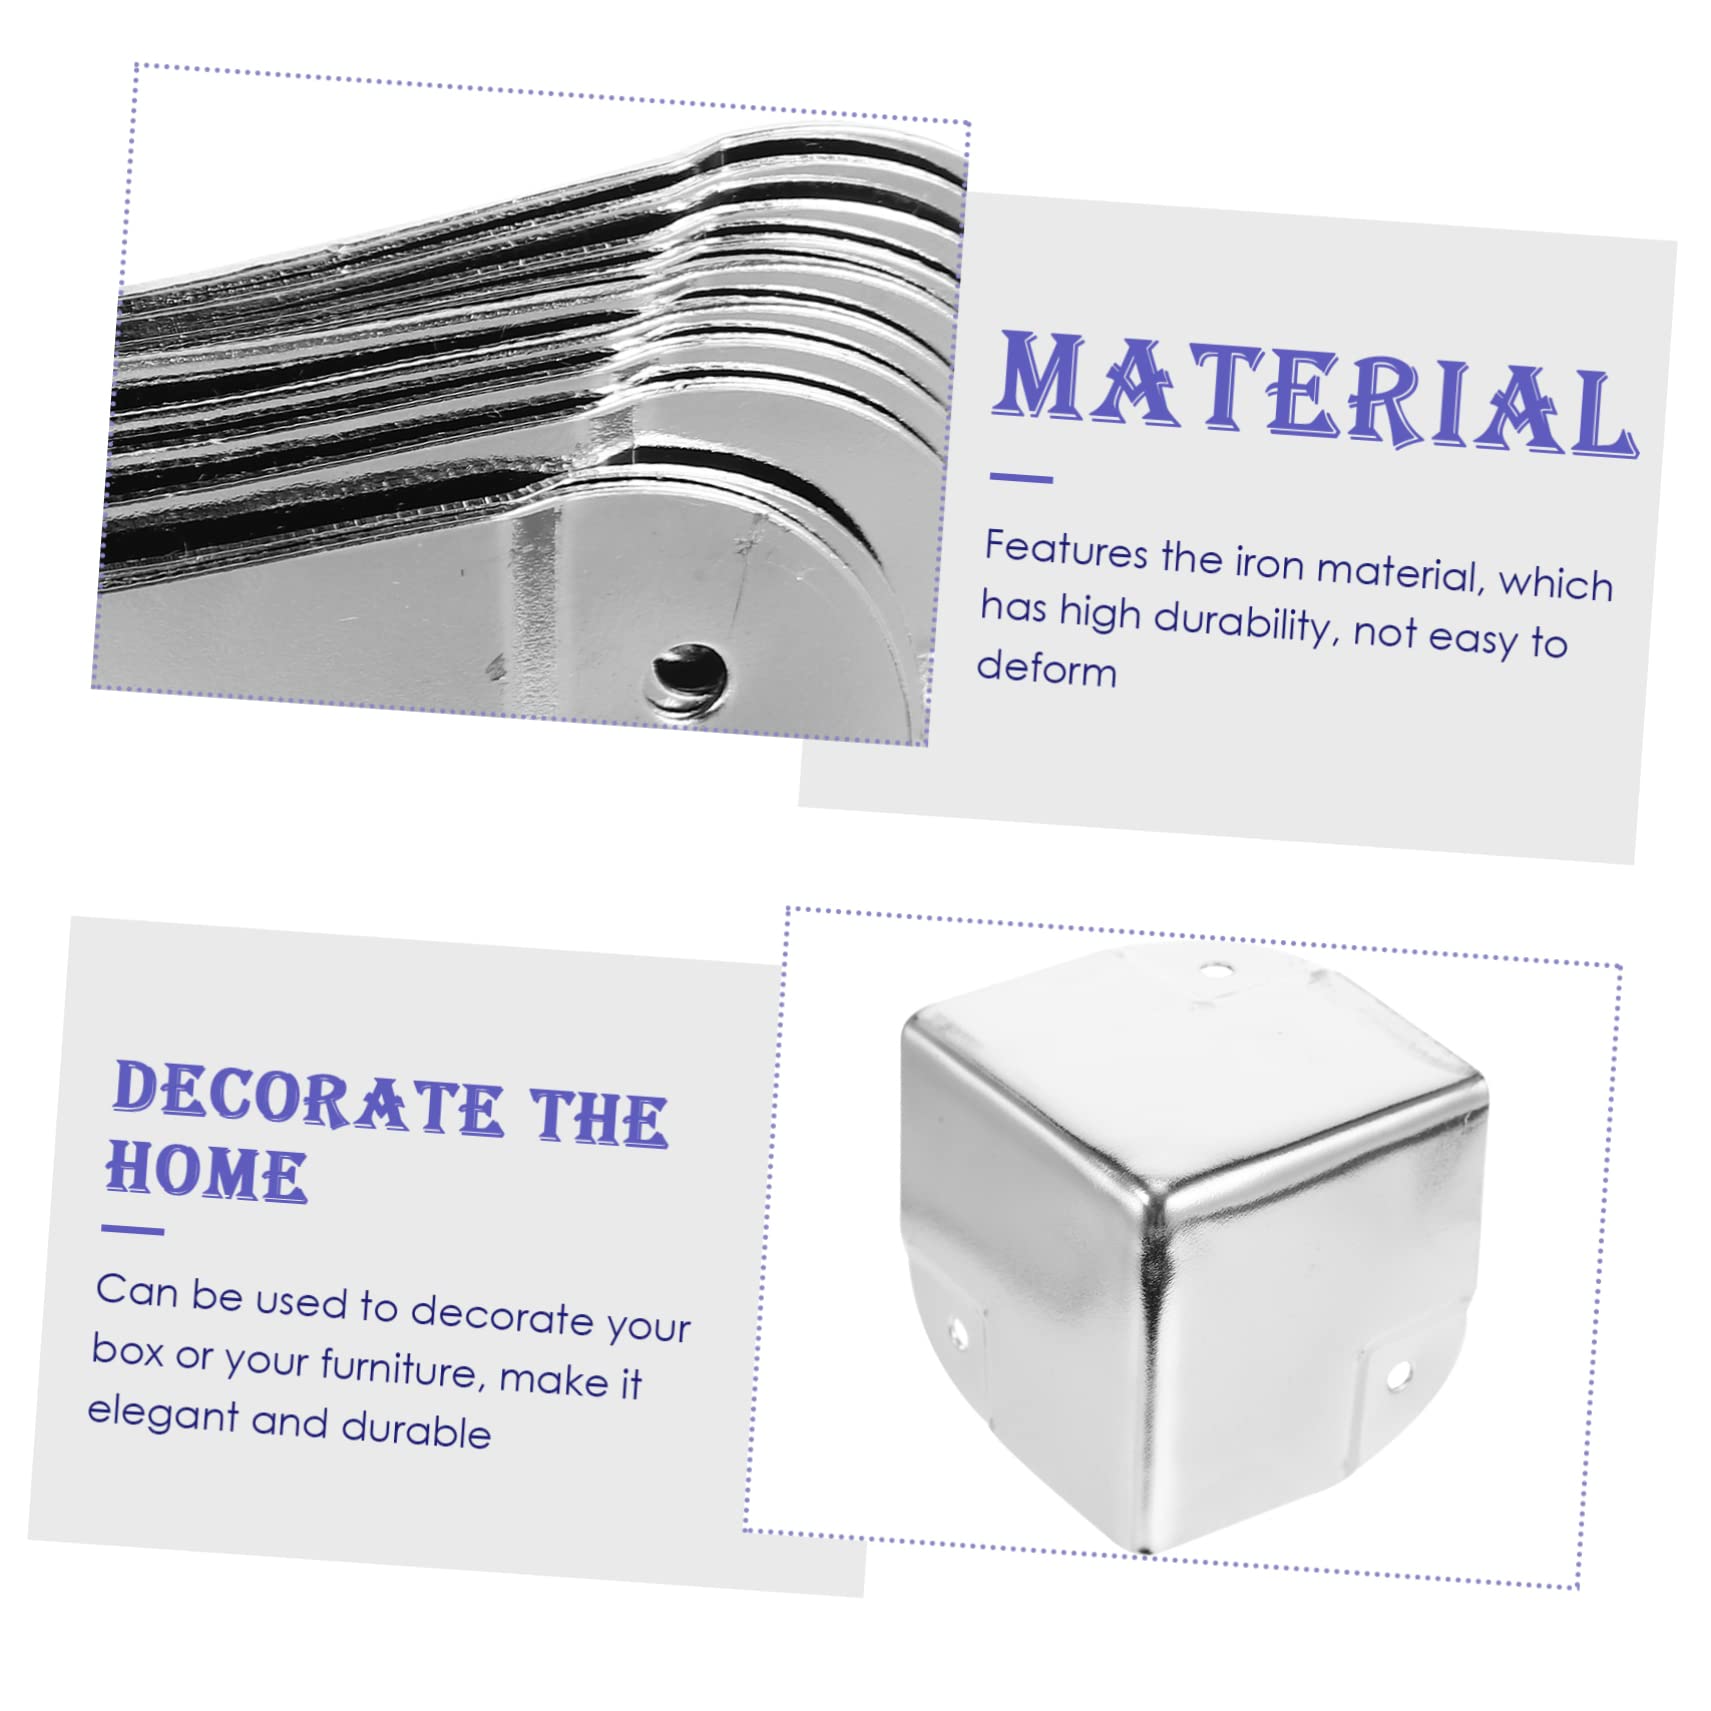 MATERIAL
Features the iron material, which
has high durability, not easy to
deform
DECORATE THE
HOME
Can be used to decorate your
box or your furniture, make it
elegant and durable